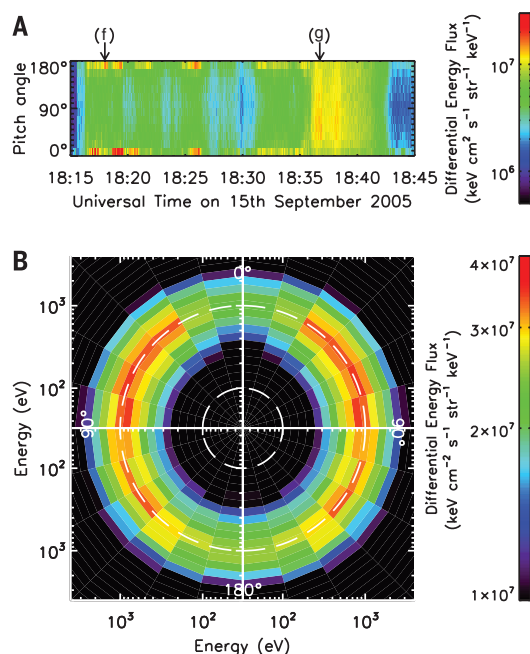 A
(f) (g)
Pitch angle
180°
90°
0°
18:15 18:20 18:25 18:30 18:35 18:40 18:45
Universal Time on 15th September 2005
Differential Energy Flux
(keV cm² s⁻¹ str⁻¹ keV⁻¹)
10⁷
10⁶
B
Energy (eV)
10³
10²
10²
10³
0°
90°
90°
180°
10³ 10² 10² 10³
Energy (eV)
Differential Energy Flux
(keV cm⁻² s⁻¹ str⁻¹ keV⁻¹)
4×10⁷
3×10⁷
2×10⁷
1×10⁷